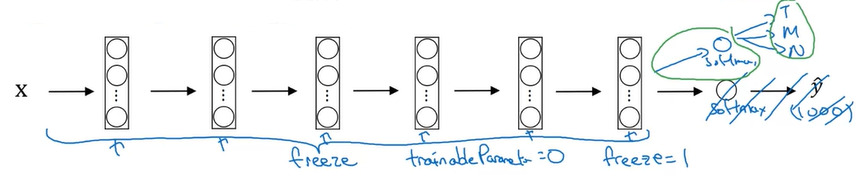 T
M
N
softmax
x
ŷ
softmax
(1000)
freeze trainableParameter=0 freeze=1